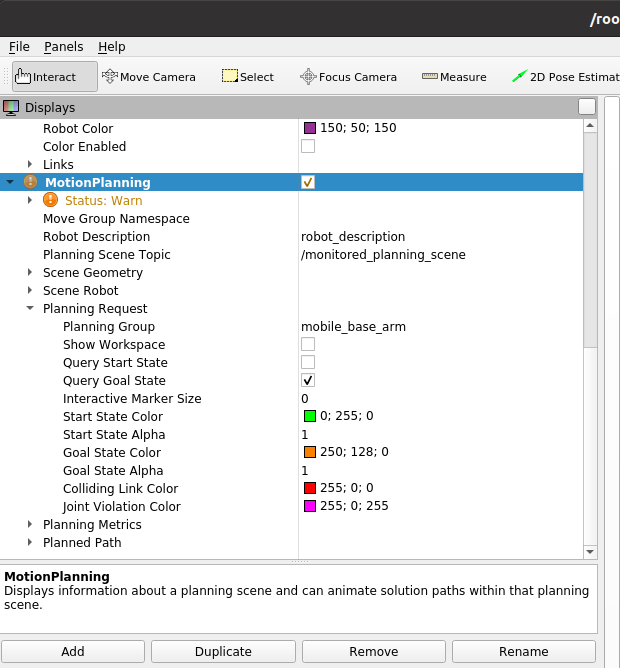 /roo
File Panels Help
Interact Move Camera Select Focus Camera Measure 2D Pose Estimat
Displays
Robot Color 150; 50; 150
Color Enabled
Links
MotionPlanning
Status: Warn
Move Group Namespace
Robot Description robot_description
Planning Scene Topic /monitored_planning_scene
Scene Geometry
Scene Robot
Planning Request
Planning Group mobile_base_arm
Show Workspace
Query Start State
Query Goal State
Interactive Marker Size 0
Start State Color 0; 255; 0
Start State Alpha 1
Goal State Color 250; 128; 0
Goal State Alpha 1
Colliding Link Color 255; 0; 0
Joint Violation Color 255; 0; 255
Planning Metrics
Planned Path
MotionPlanning
Displays information about a planning scene and can animate solution paths within that planning
scene.
Add Duplicate Remove Rename